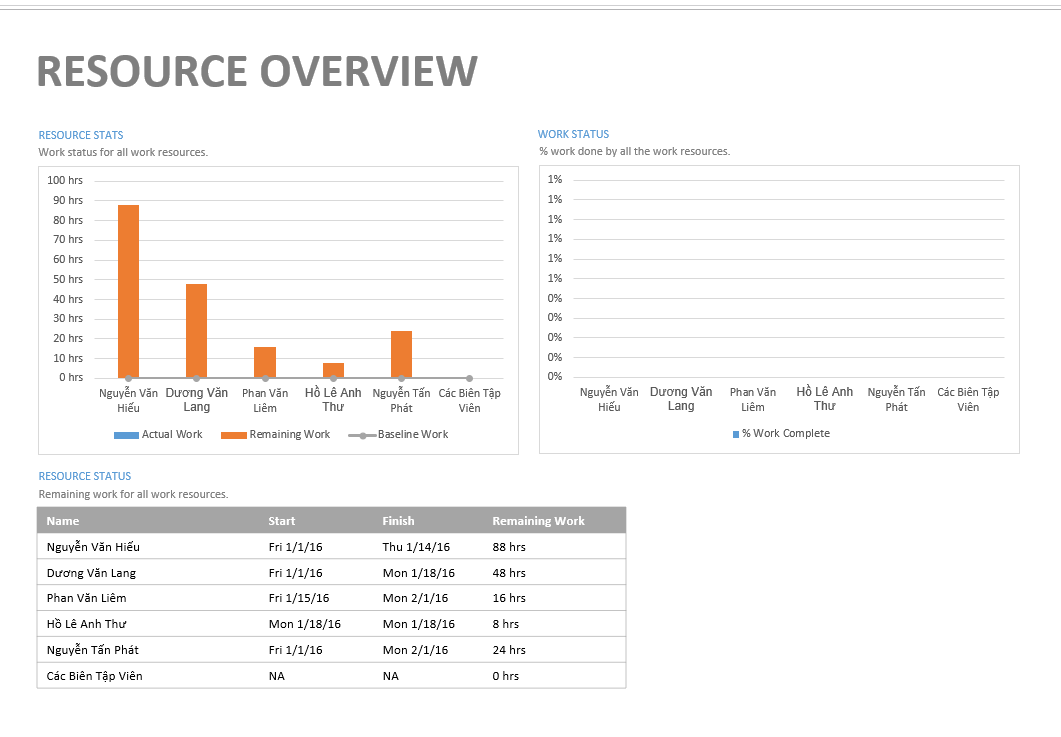 RESOURCE OVERVIEW
RESOURCE STATS
Work status for all work resources.
100 hrs
90 hrs
80 hrs
70 hrs
60 hrs
50 hrs
40 hrs
30 hrs
20 hrs
10 hrs
0 hrs
Nguyễn Văn Hiếu
Dương Văn Lang
Phan Văn Liêm
Hồ Lê Anh Thư
Nguyễn Tấn Phát
Các Biên Tập Viên
Actual Work Remaining Work Baseline Work
WORK STATUS
% work done by all the work resources.
1%
1%
1%
1%
1%
1%
0%
0%
0%
0%
0%
Nguyễn Văn Hiếu
Dương Văn Lang
Phan Văn Liêm
Hồ Lê Anh Thư
Nguyễn Tấn Phát
Các Biên Tập Viên
% Work Complete
RESOURCE STATUS
Remaining work for all work resources.
Name Start Finish Remaining Work
Nguyễn Văn Hiếu Fri 1/1/16 Thu 1/14/16 88 hrs
Dương Văn Lang Fri 1/1/16 Mon 1/18/16 48 hrs
Phan Văn Liêm Fri 1/15/16 Mon 2/1/16 16 hrs
Hồ Lê Anh Thư Mon 1/18/16 Mon 1/18/16 8 hrs
Nguyễn Tấn Phát Fri 1/1/16 Mon 2/1/16 24 hrs
Các Biên Tập Viên NA NA 0 hrs